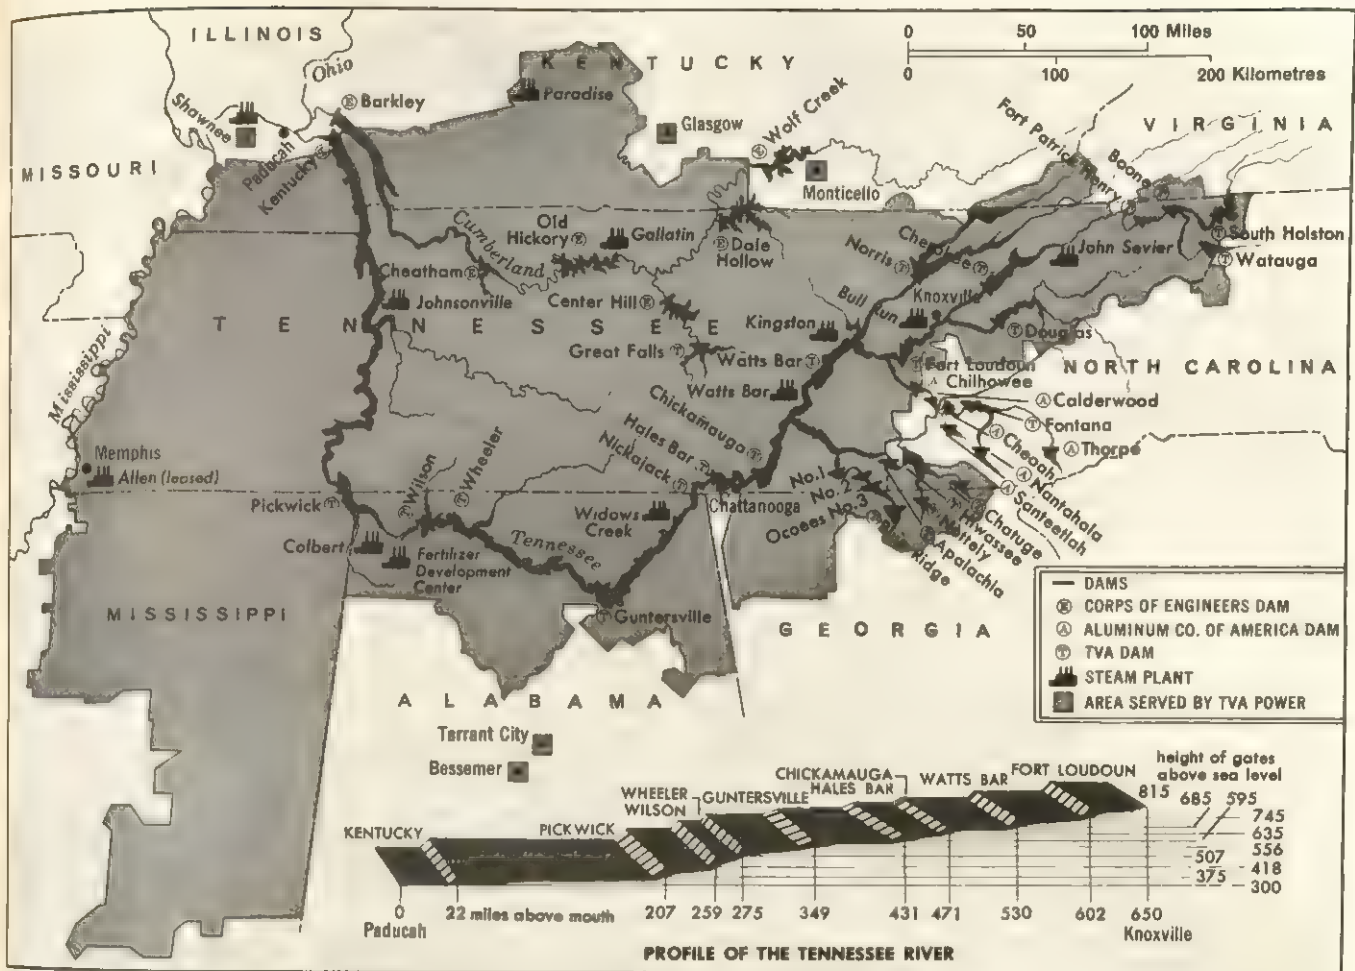 ILLINOIS
Ohio
KENTUCKY
0 50 100 Miles
0 100 200 Kilometres
Shawnee
Barkley
Paradise
Glasgow
Wolf Creek
Fort Patrick Henry
VIRGINIA
MISSOURI
Paducah
Kentucky
Monticello
Boone
Cumberland
Old
Hickory
Gallatin
Dale
Hollow
Norris
Cherokee
John Sevier
South Holston
Watauga
Cheatham
Johnsonville
Center Hill
Bull Run
Knoxville
TENNESSEE
Kingston
Douglas
Great Falls
Watts Bar
Fort Loudoun
NORTH CAROLINA
Mississippi
Watts Bar
Chilhowee
Calderwood
Fontana
Chickamauga
Hales Bar
Nickajack
Cheoah
Thorpe
Memphis
Allen (leased)
Wilson
Wheeler
Nantahala
Santeetlah
Pickwick
Chattanooga
No.1
No.2
Ocoees No.3
Chatuge
Hiwassee
Nottely
Apalachia
Ridge
Widows
Creek
Colbert
Fertilizer
Development
Center
Tennessee
MISSISSIPPI
Guntersville
GEORGIA
ALABAMA
Tarrant City
Bessemer
DAMS
Ⓔ CORPS OF ENGINEERS DAM
Ⓐ ALUMINUM CO. OF AMERICA DAM
Ⓣ TVA DAM
STEAM PLANT
AREA SERVED BY TVA POWER
height of gates
above sea level
KENTUCKY
PICKWICK
WHEELER
WILSON
GUNTERSVILLE
CHICKAMAUGA
HALES BAR
WATTS BAR
FORT LOUDOUN
815
685 595
745
635
556
507
418
375
300
0 22 miles above mouth 207 259 275 349 431 471 530 602 650
Paducah Knoxville
PROFILE OF THE TENNESSEE RIVER